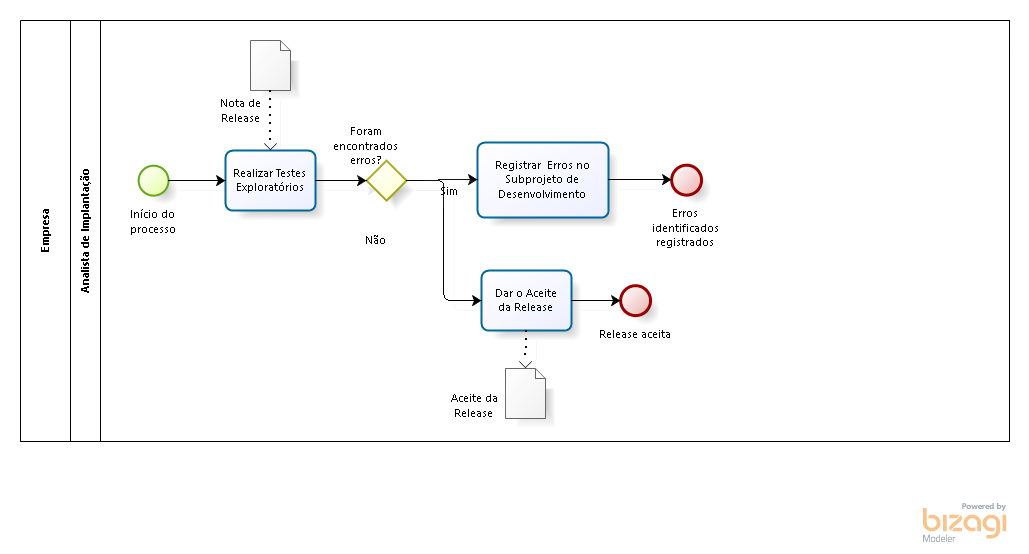 Empresa
Analista de Implantação
Nota de
Release
Início do
processo
Realizar Testes
Exploratórios
Foram
encontrados
erros?
Sim
Não
Registrar Erros no
Subprojeto de
Desenvolvimento
Erros
identificados
registrados
Dar o Aceite
da Release
Release aceita
Aceite da
Release
Powered by
bizagi
Modeler